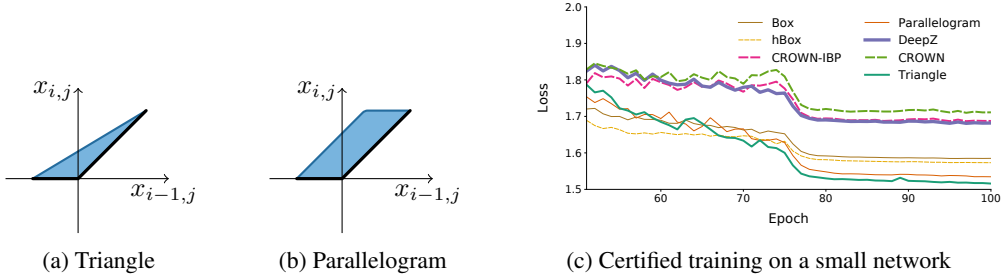 x_{i,j}
x_{i-1,j}
(a) Triangle
x_{i,j}
x_{i-1,j}
(b) Parallelogram
2.0
1.9
1.8
1.7
1.6
1.5
Loss
Box
hBox
CROWN-IBP
Parallelogram
DeepZ
CROWN
Triangle
60 70 80 90 100
Epoch
(c) Certified training on a small network